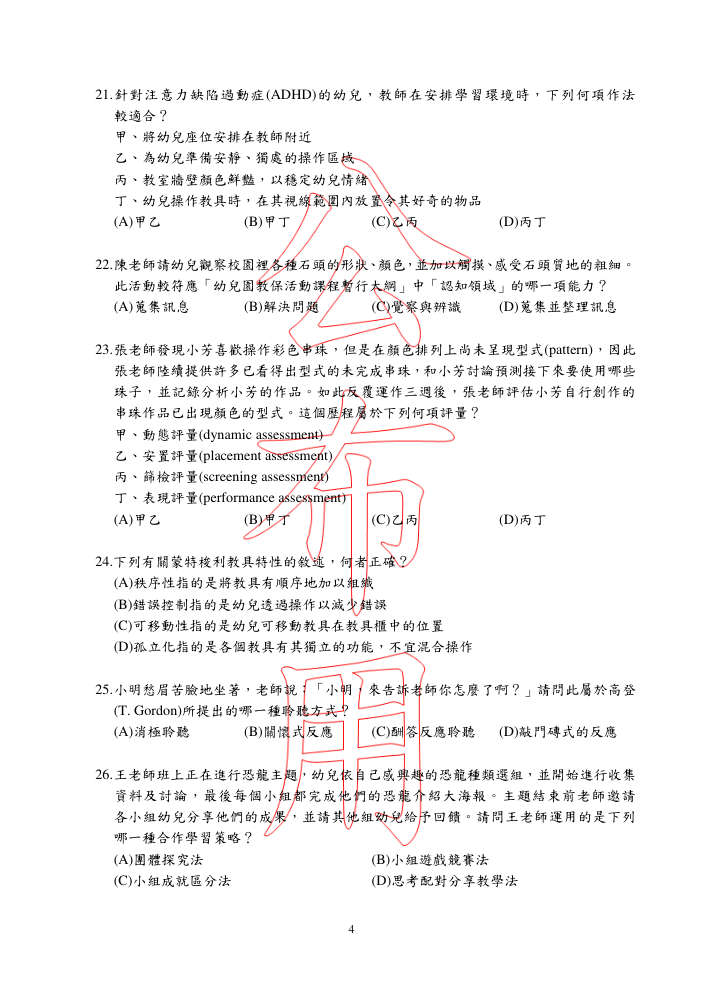 21.針對注意力缺陷過動症(ADHD)的幼兒，教師在安排學習環境時，下列何項作法
較適合？
甲、將幼兒座位安排在教師附近
乙、為幼兒準備安靜、獨處的操作區域
丙、教室牆壁顏色鮮豔，以穩定幼兒情緒
丁、幼兒操作教具時，在其視線範圍內放置令其好奇的物品
(A)甲乙 (B)甲丁 (C)乙丙 (D)丙丁
22.陳老師請幼兒觀察校園裡各種石頭的形狀、顏色，並加以觸摸、感受石頭質地的粗細。
此活動較符應「幼兒園教保活動課程暫行大綱」中「認知領域」的哪一項能力？
(A)蒐集訊息 (B)解決問題 (C)覺察與辨識 (D)蒐集並整理訊息
23.張老師發現小芳喜歡操作彩色串珠，但是在顏色排列上尚未呈現型式(pattern)，因此
張老師陸續提供許多已看得出型式的未完成串珠，和小芳討論預測接下來要使用哪些
珠子，並記錄分析小芳的作品。如此反覆運作三週後，張老師評估小芳自行創作的
串珠作品已出現顏色的型式。這個歷程屬於下列何項評量？
甲、動態評量(dynamic assessment)
乙、安置評量(placement assessment)
丙、篩檢評量(screening assessment)
丁、表現評量(performance assessment)
(A)甲乙 (B)甲丁 (C)乙丙 (D)丙丁
24.下列有關蒙特梭利教具特性的敘述，何者正確？
(A)秩序性指的是將教具有順序地加以組織
(B)錯誤控制指的是幼兒透過操作以減少錯誤
(C)可移動性指的是幼兒可移動教具在教具櫃中的位置
(D)孤立化指的是各個教具有其獨立的功能，不宜混合操作
25.小明愁眉苦臉地坐著，老師說：「小明，來告訴老師你怎麼了啊？」請問此屬於高登
(T. Gordon)所提出的哪一種聆聽方式？
(A)消極聆聽 (B)關懷式反應 (C)酬答反應聆聽 (D)敲門磚式的反應
26.王老師班上正在進行恐龍主題，幼兒依自己感興趣的恐龍種類選組，並開始進行收集
資料及討論，最後每個小組都完成他們的恐龍介紹大海報。主題結束前老師邀請
各小組幼兒分享他們的成果，並請其他組幼兒給予回饋。請問王老師運用的是下列
哪一種合作學習策略？
(A)團體探究法 (B)小組遊戲競賽法
(C)小組成就區分法 (D)思考配對分享教學法
4
公布用